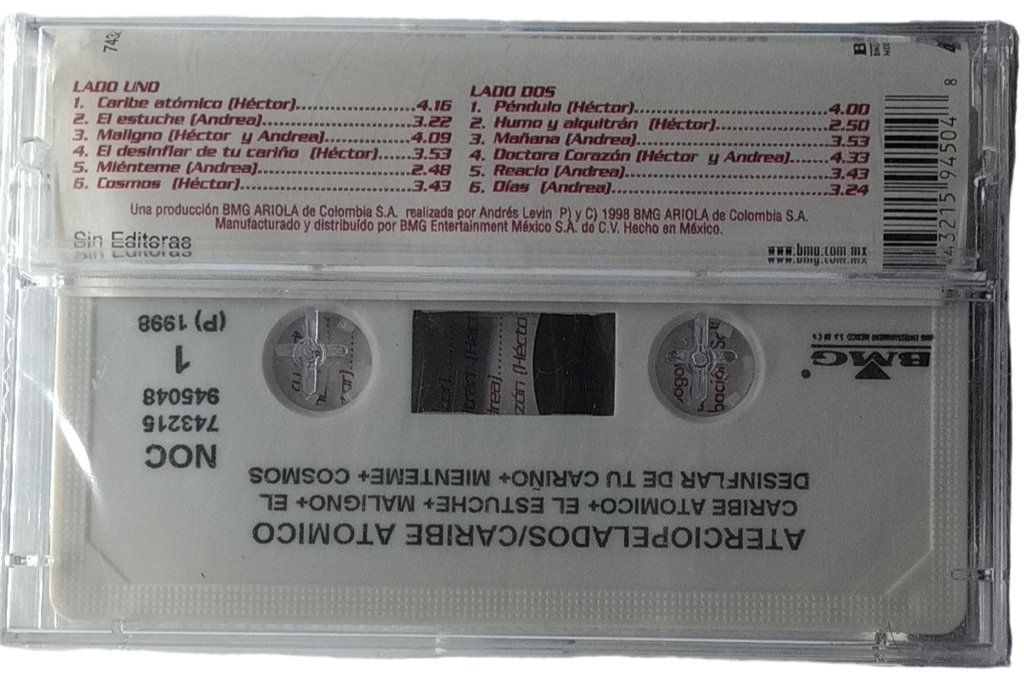 LADO UNO
1. Caribe atómico (Héctor)....................4.16
2. El estuche (Andrea)..........................3.22
3. Maligno (Héctor y Andrea)...............4.09
4. El desinflar de tu cariño (Héctor)......3.53
5. Miénteme (Andrea)............................2.48
6. Cosmos (Héctor)................................3.43
LADO DOS
1. Péndulo (Héctor)................................4.00
2. Humo y alquitrán (Héctor)..................2.50
3. Mañana (Andrea)................................3.53
4. Doctora Corazón (Héctor y Andrea).....4.33
5. Reacio (Andrea)..................................3.43
6. Días (Andrea).....................................3.24
Una producción BMG ARIOLA de Colombia S.A. realizada por Andrés Levin P) y C) 1998 BMG ARIOLA de Colombia S.A.
Manufacturado y distribuído por BMG Entertainment México S.A. de C.V. Hecho en México.
Sin Editoras
www.bmg.com.mx
43215 94504 8
ATERCIOPELADOS/CARIBE ATOMICO
CARIBE ATOMICO+ EL ESTUCHE+ MALIGNO+ EL
DESINFLAR DE TU CARIÑO+ MIENTEME+ COSMOS
NOC
743215
945048
1
(P) 1998
BMG